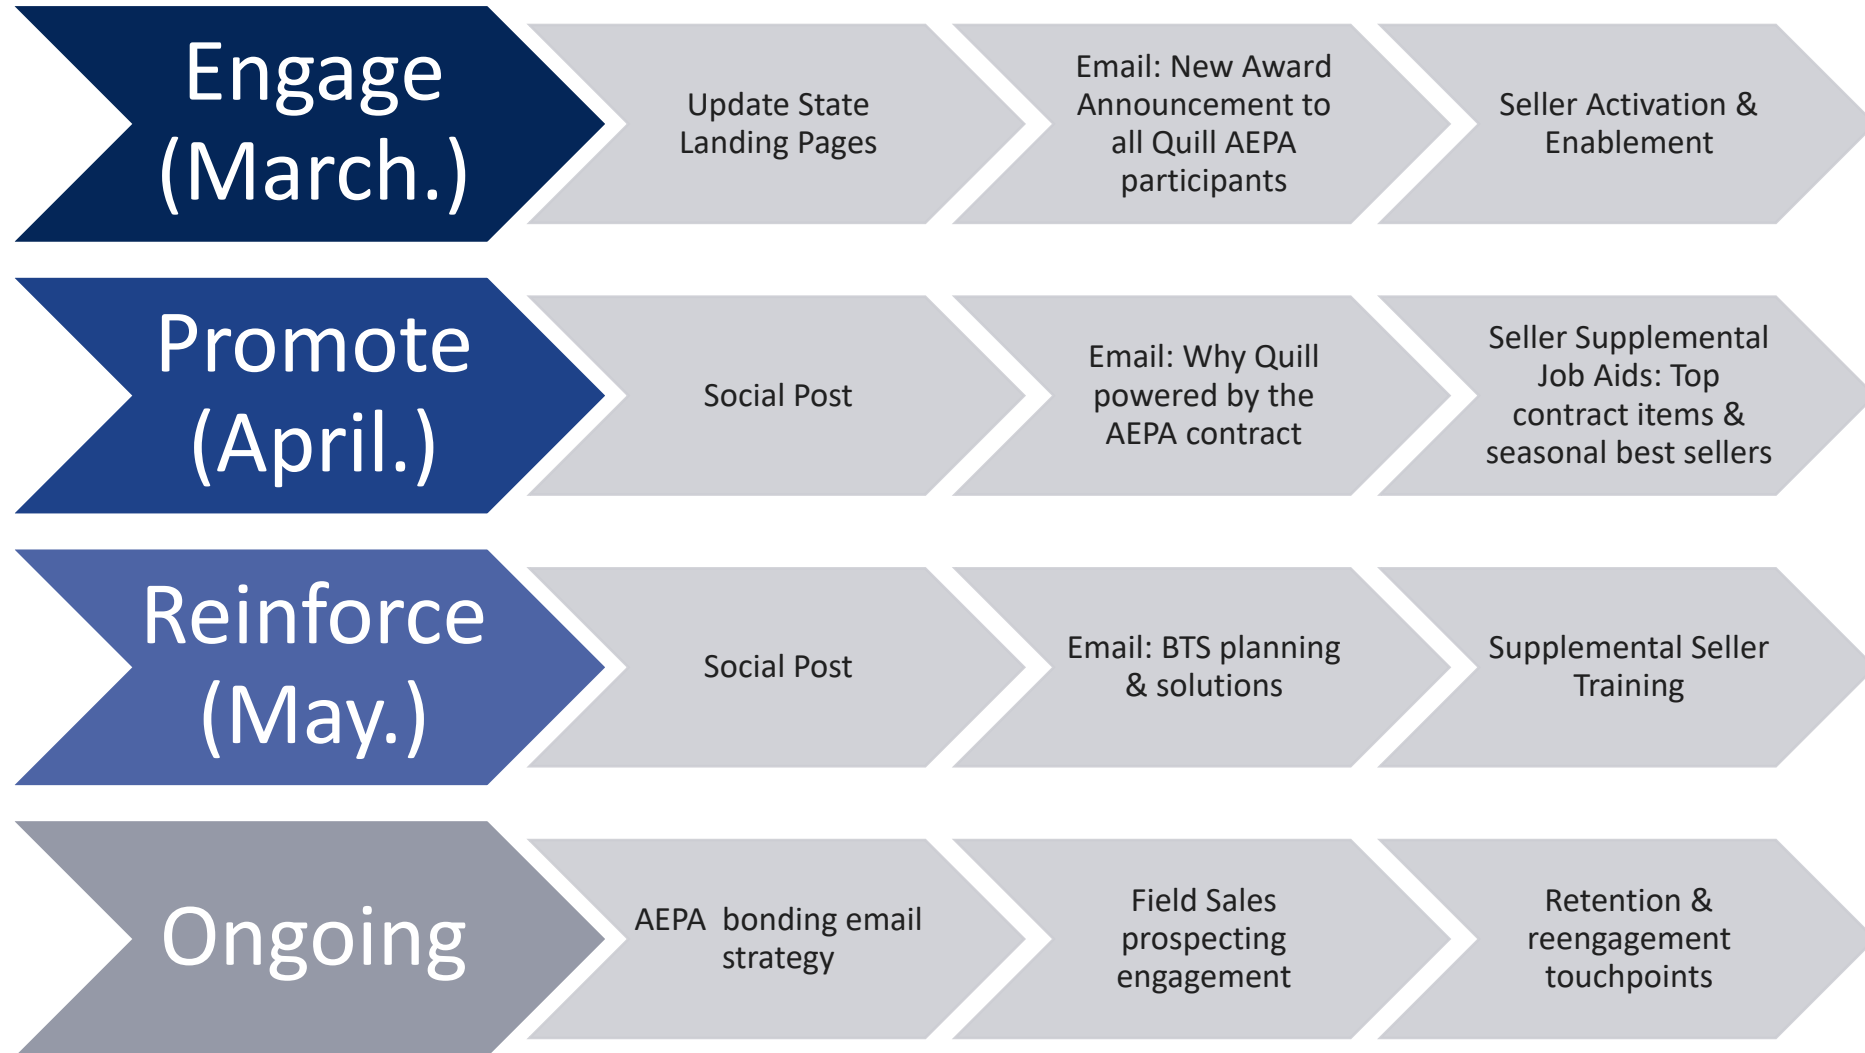 Engage
(March.)
Update State
Landing Pages
Email: New Award
Announcement to
all Quill AEPA
participants
Seller Activation &
Enablement
Promote
(April.)
Social Post
Email: Why Quill
powered by the
AEPA contract
Seller Supplemental
Job Aids: Top
contract items &
seasonal best sellers
Reinforce
(May.)
Social Post
Email: BTS planning
& solutions
Supplemental Seller
Training
Ongoing
AEPA  bonding email
strategy
Field Sales
prospecting
engagement
Retention &
reengagement
touchpoints